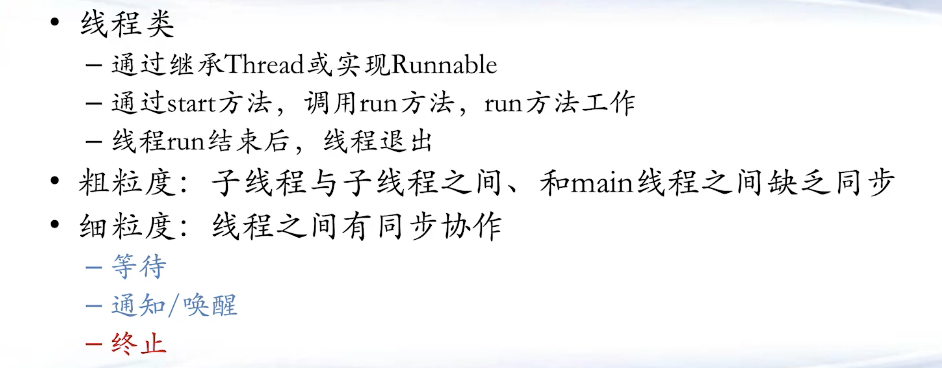 • 线程类
– 通过继承Thread或实现Runnable
– 通过start方法，调用run方法，run方法工作
– 线程run结束后，线程退出
• 粗粒度：子线程与子线程之间、和main线程之间缺乏同步
• 细粒度：线程之间有同步协作
– 等待
– 通知/唤醒
– 终止